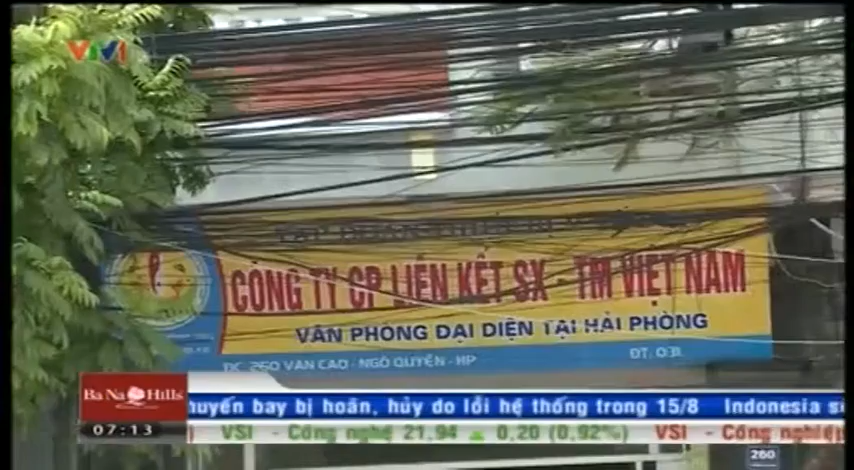 VTV1
CÔNG TY CP LIÊN KẾT SX - TM VIỆT NAM
VĂN PHÒNG ĐẠI DIỆN TẠI HẢI PHÒNG
ĐC: 260 VĂN CAO - NGÔ QUYỀN - HP ĐT: 031
Ba Na Hills
huyến bay bị hoãn, hủy do lỗi hệ thống trong 15/8 Indonesia
07:13
VSI - Công nghệ 21.94 0,20 (0,92%) VSI - Công
260